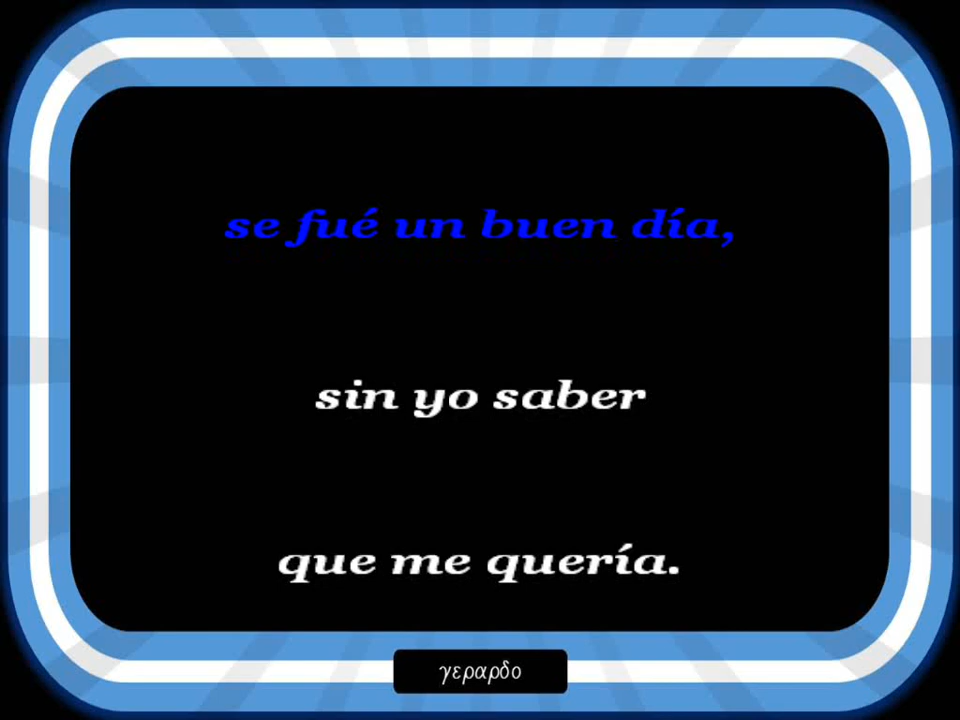 se fué un buen día,
sin yo saber
que me quería.
γεραρδο